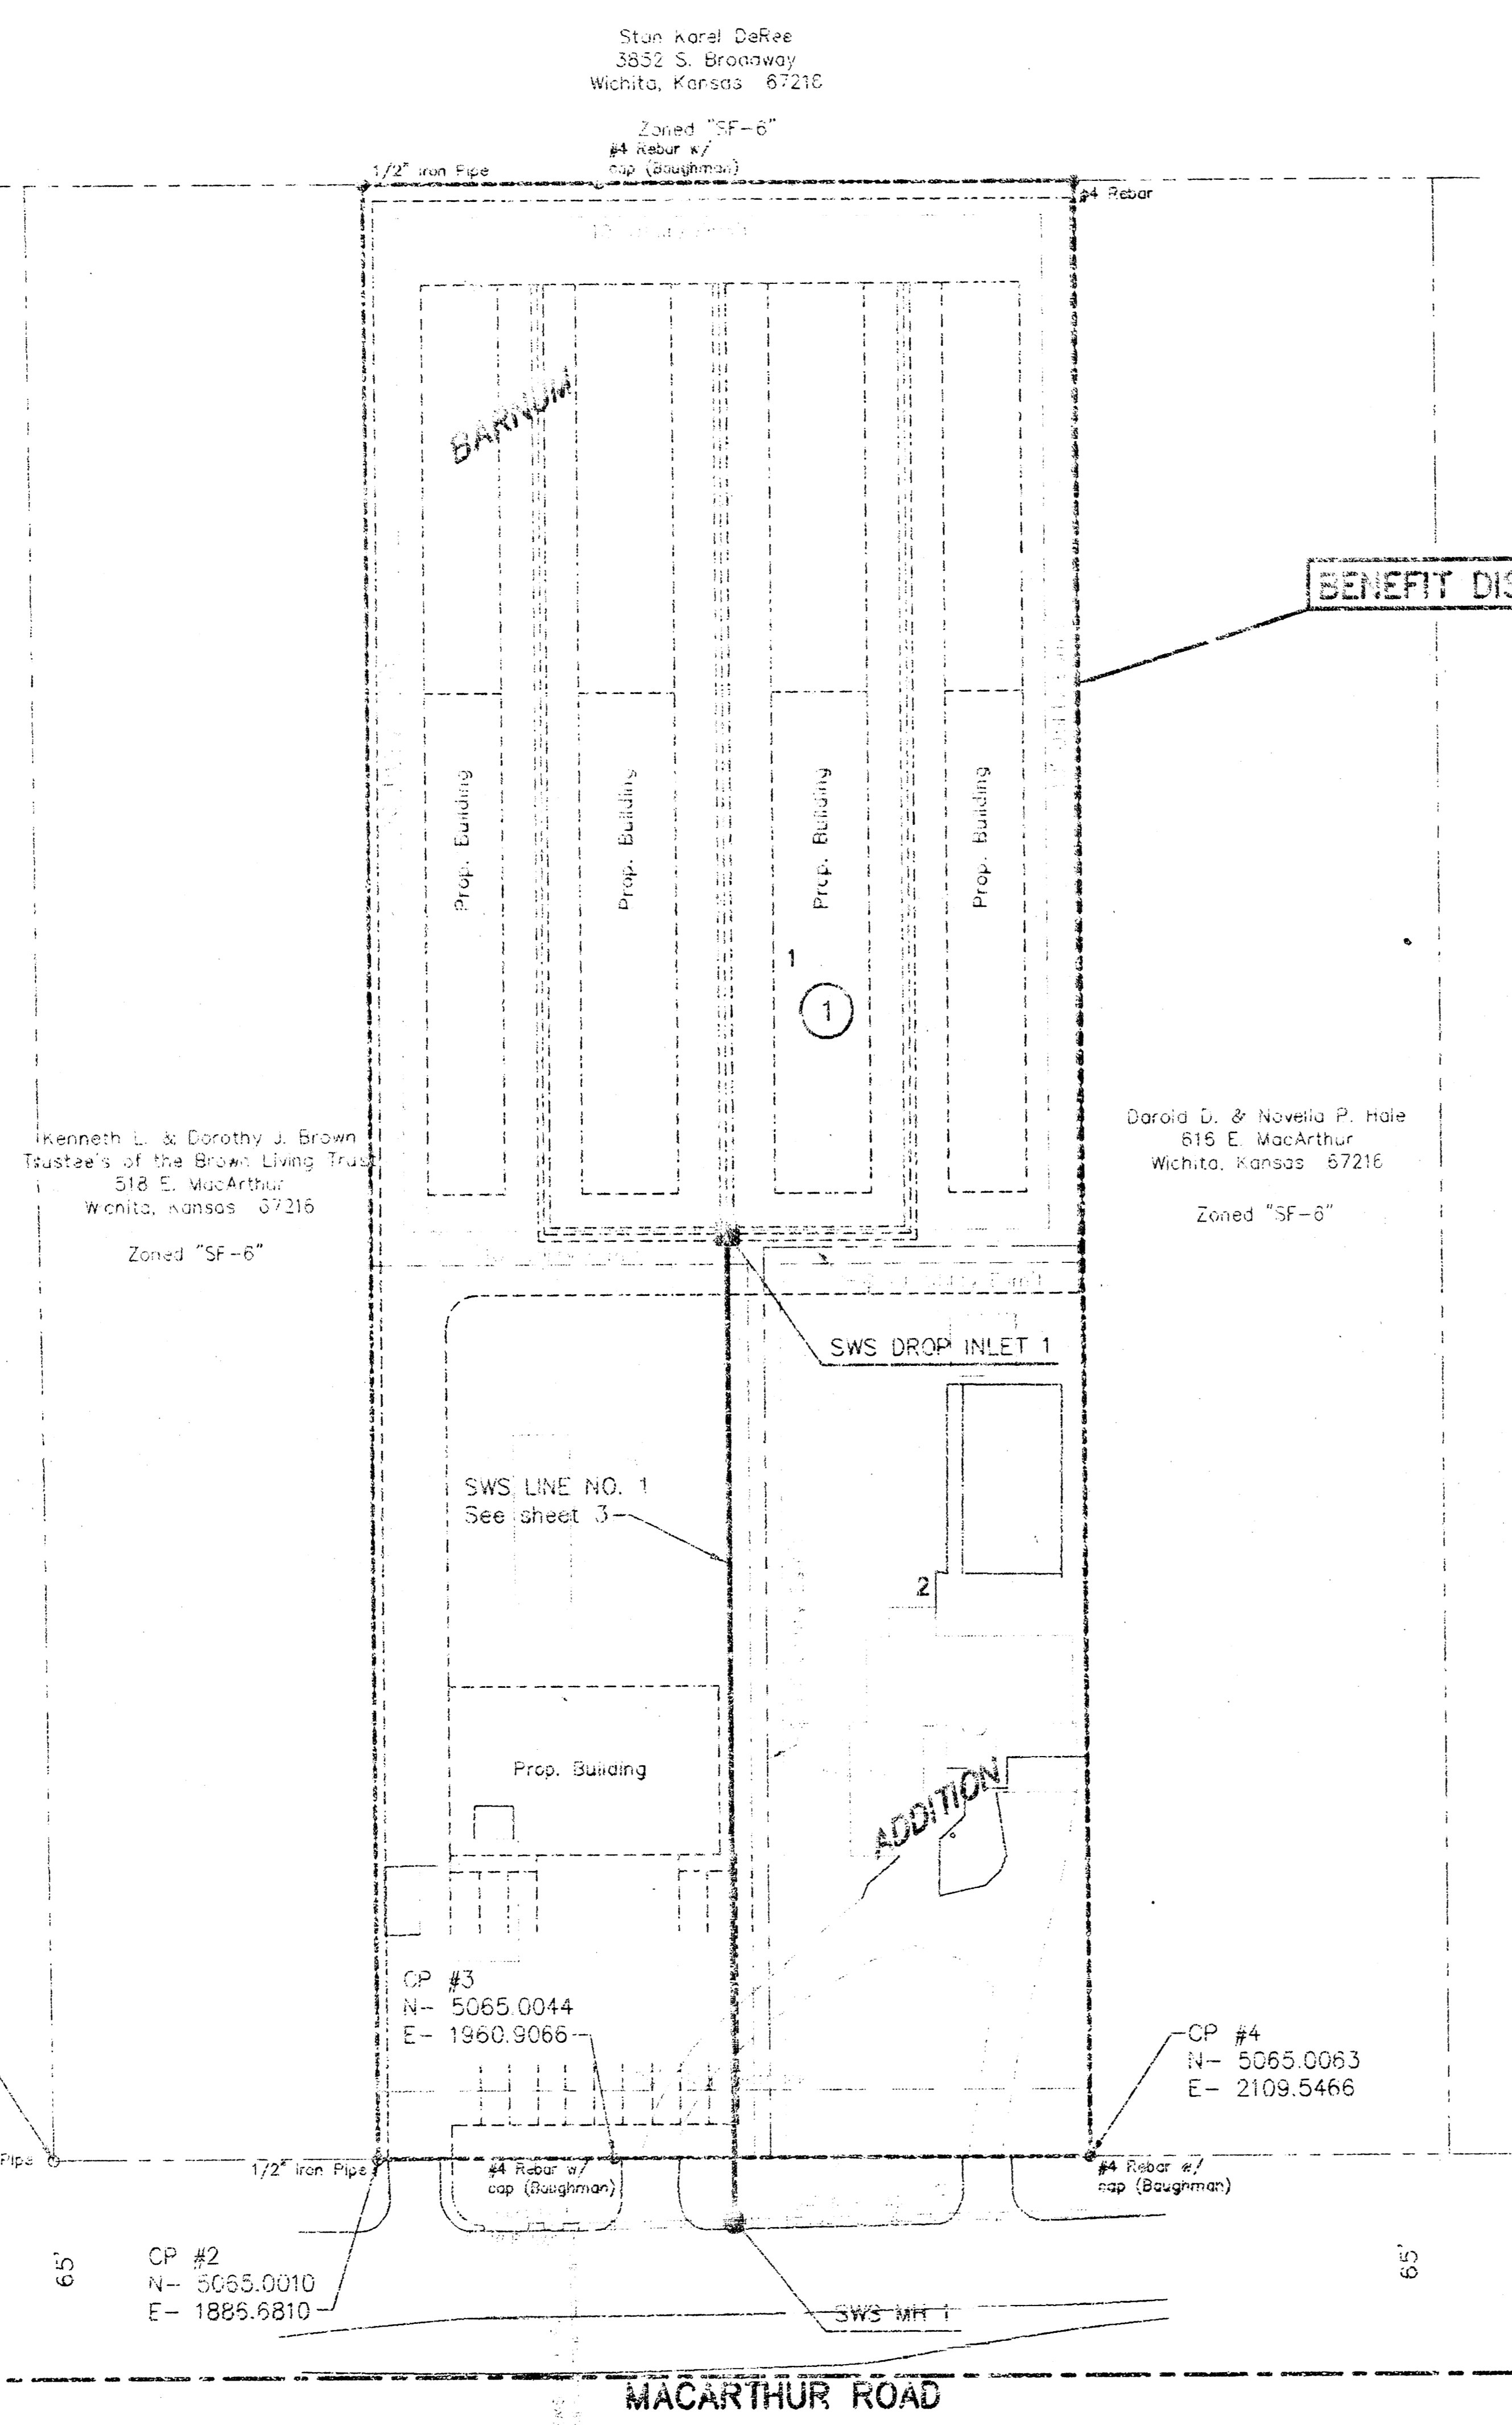 Stan Karel DeRee
3852 S. Broadway
Wichita, Kansas 67216
Zoned "SF-6"
#4 Rebar w/
cap (Baughman)
1/2" Iron Pipe
#4 Rebar
BARNUM
BENEFIT DIS
Prop. Building
Prop. Building
Prop. Building
Prop. Building
1
1
Kenneth L. & Dorothy J. Brown
Trustee's of the Brown Living Trust
518 E. MacArthur
Wichita, Kansas 67216
Zoned "SF-6"
Darold D. & Novella P. Hale
616 E. MacArthur
Wichita, Kansas 67216
Zoned "SF-6"
SWS DROP INLET 1
SWS LINE NO. 1
See sheet 3
2
Prop. Building
ADDITION
CP #3
N- 5065.0044
E- 1960.9066
CP #4
N- 5065.0063
E- 2109.5466
Pipe
1/2" Iron Pipe
#4 Rebar w/
cap (Baughman)
#4 Rebar w/
cap (Baughman)
65'
CP #2
N- 5065.0010
E- 1886.6810
65'
SWS MH 1
MACARTHUR ROAD